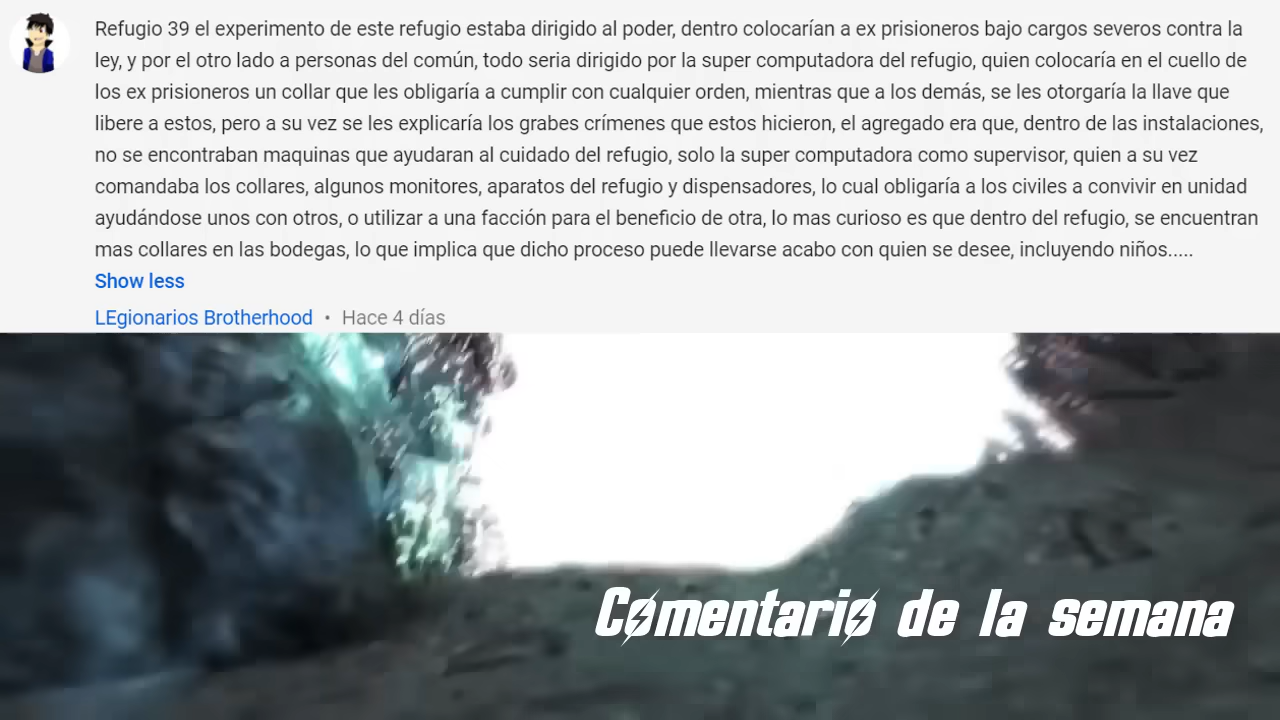 Refugio 39 el experimento de este refugio estaba dirigido al poder, dentro colocarían a ex prisioneros bajo cargos severos contra la
ley, y por el otro lado a personas del común, todo seria dirigido por la super computadora del refugio, quien colocaría en el cuello de
los ex prisioneros un collar que les obligaría a cumplir con cualquier orden, mientras que a los demás, se les otorgaría la llave que
libere a estos, pero a su vez se les explicaría los grabes crímenes que estos hicieron, el agregado era que, dentro de las instalaciones,
no se encontraban maquinas que ayudaran al cuidado del refugio, solo la super computadora como supervisor, quien a su vez
comandaba los collares, algunos monitores, aparatos del refugio y dispensadores, lo cual obligaría a los civiles a convivir en unidad
ayudándose unos con otros, o utilizar a una facción para el beneficio de otra, lo mas curioso es que dentro del refugio, se encuentran
mas collares en las bodegas, lo que implica que dicho proceso puede llevarse acabo con quien se desee, incluyendo niños.....
Show less
LEgionarios Brotherhood • Hace 4 días
Comentario de la semana